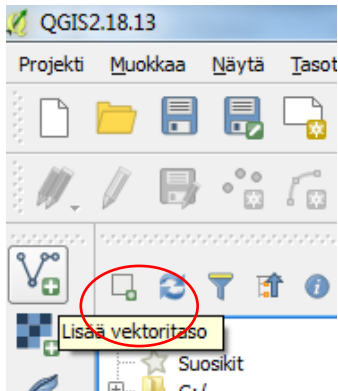 QGIS2.18.13
Projekti Muokkaa Näytä Tasot
Lisää vektoritaso
Suosikit
C:/